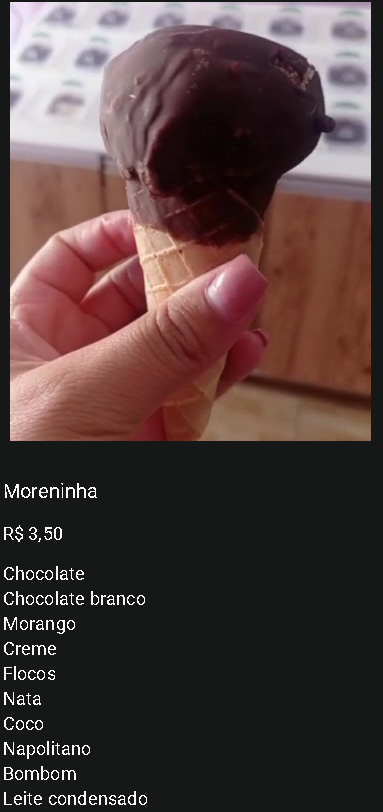 Moreninha
R$ 3,50
Chocolate
Chocolate branco
Morango
Creme
Flocos
Nata
Coco
Napolitano
Bombom
Leite condensado